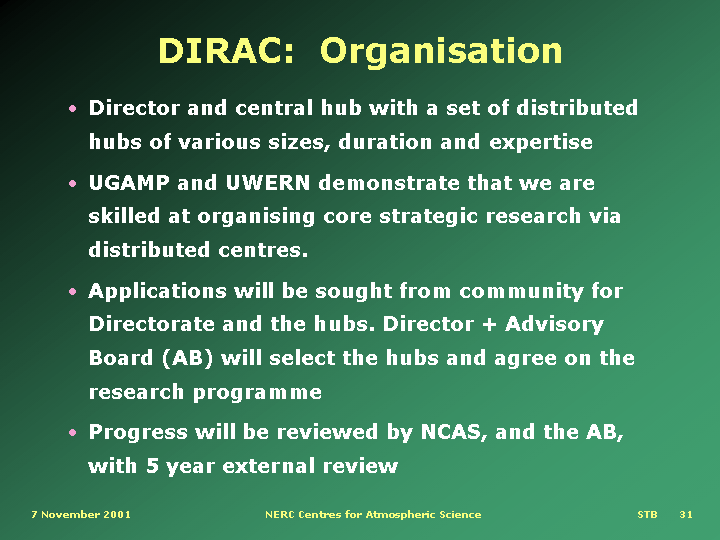 DIRAC: Organisation
• Director and central hub with a set of distributed
hubs of various sizes, duration and expertise
• UGAMP and UWERN demonstrate that we are
skilled at organising core strategic research via
distributed centres.
• Applications will be sought from community for
Directorate and the hubs. Director + Advisory
Board (AB) will select the hubs and agree on the
research programme
• Progress will be reviewed by NCAS, and the AB,
with 5 year external review
7 November 2001 NERC Centres for Atmospheric Science STB 31